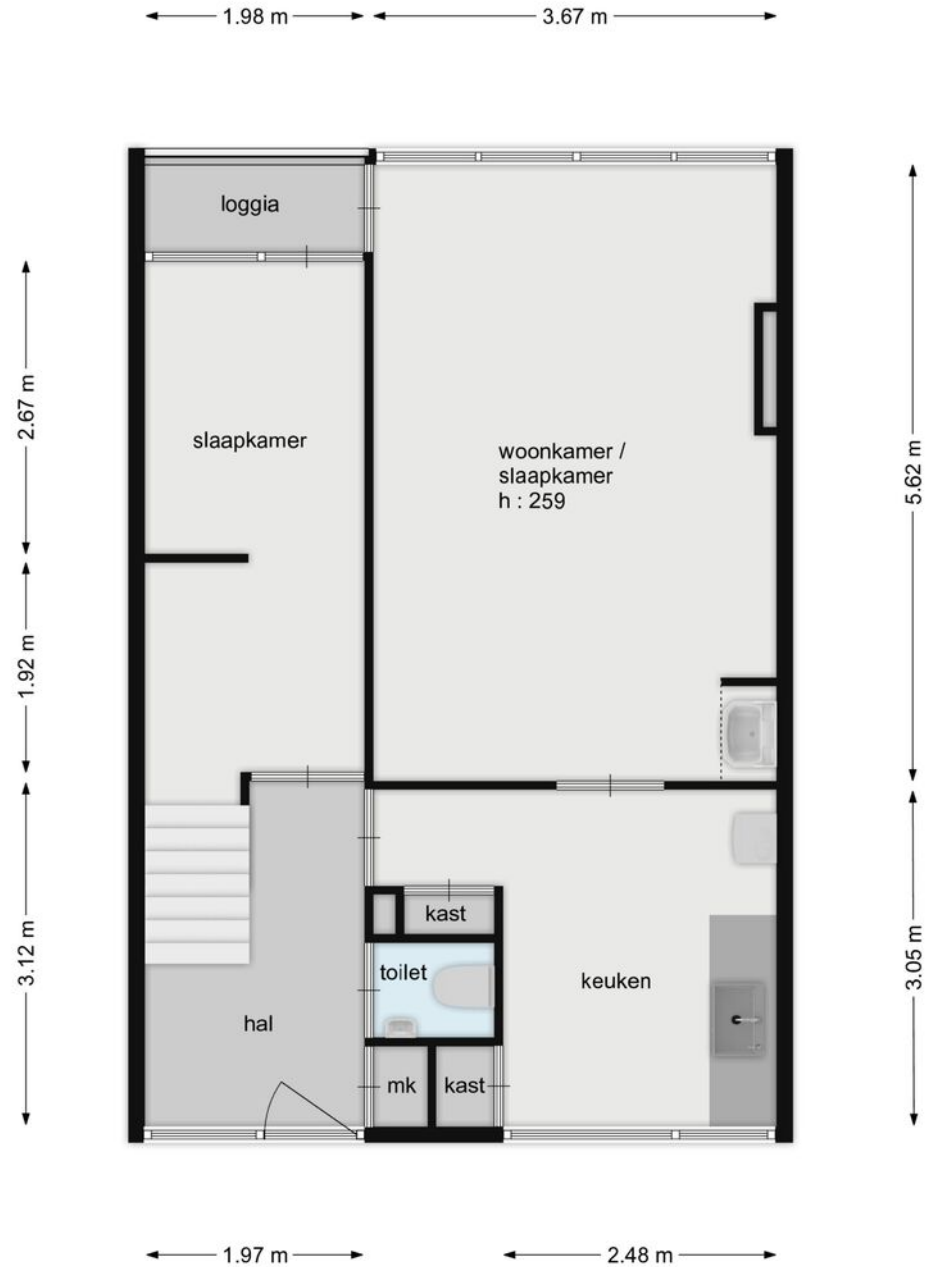 1.98 m
3.67 m
loggia
2.67 m
slaapkamer
woonkamer /
slaapkamer
h : 259
5.62 m
1.92 m
kast
3.12 m
3.05 m
toilet
keuken
hal
mk
kast
1.97 m
2.48 m